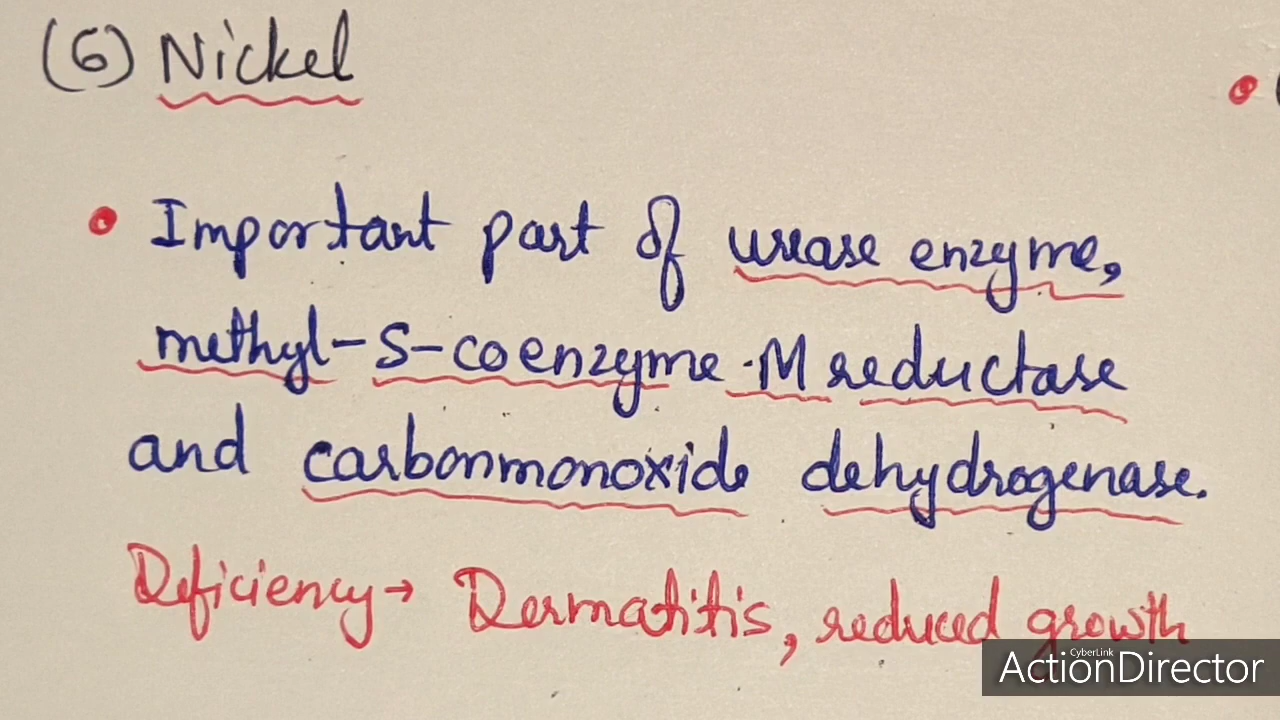 (6) Nickel
• Important part of urease enzyme,
methyl-S-coenzyme·M reductase
and carbonmonoxide dehydrogenase.
Deficiency → Dermatitis, reduced growth
CyberLink
ActionDirector